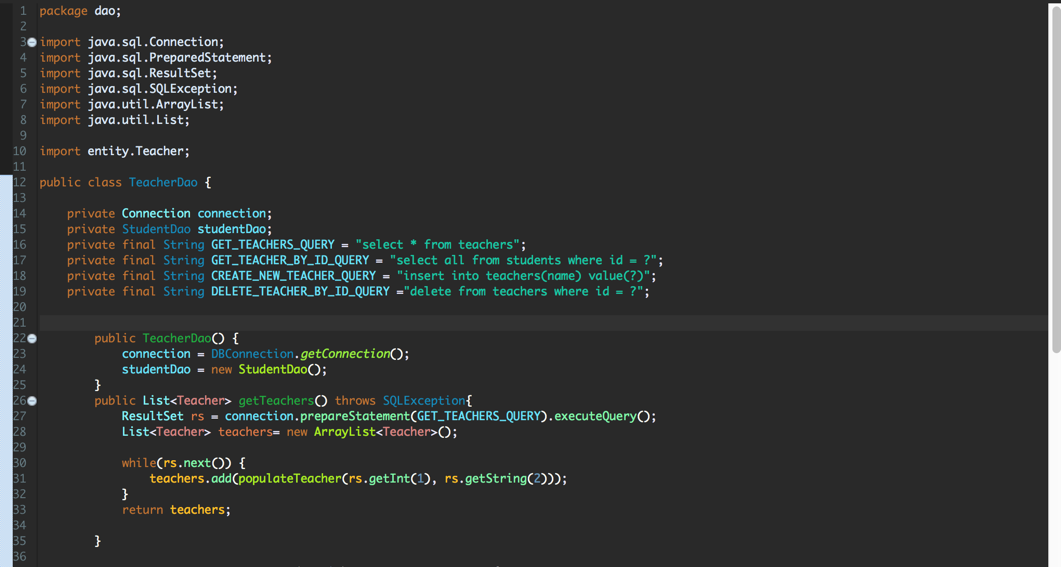 1 package dao;
2
3 import java.sql.Connection;
4 import java.sql.PreparedStatement;
5 import java.sql.ResultSet;
6 import java.sql.SQLException;
7 import java.util.ArrayList;
8 import java.util.List;
9
10 import entity.Teacher;
11
12 public class TeacherDao {
13
14     private Connection connection;
15     private StudentDao studentDao;
16     private final String GET_TEACHERS_QUERY = "select * from teachers";
17     private final String GET_TEACHER_BY_ID_QUERY = "select all from students where id = ?";
18     private final String CREATE_NEW_TEACHER_QUERY = "insert into teachers(name) value(?)";
19     private final String DELETE_TEACHER_BY_ID_QUERY ="delete from teachers where id = ?";
20
21
22         public TeacherDao() {
23             connection = DBConnection.getConnection();
24             studentDao = new StudentDao();
25         }
26         public List<Teacher> getTeachers() throws SQLException{
27             ResultSet rs = connection.prepareStatement(GET_TEACHERS_QUERY).executeQuery();
28             List<Teacher> teachers= new ArrayList<Teacher>();
29
30             while(rs.next()) {
31                 teachers.add(populateTeacher(rs.getInt(1), rs.getString(2)));
32             }
33             return teachers;
34
35         }
36